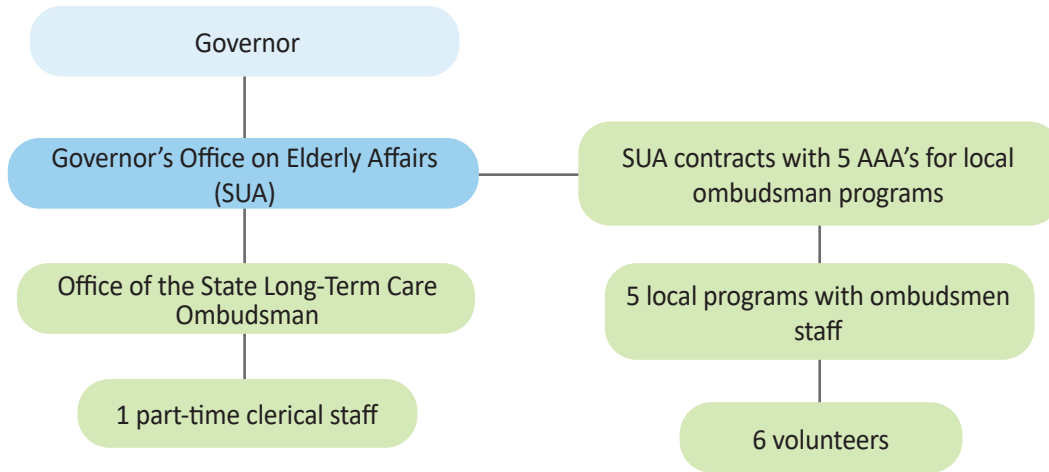 Governor
Governor’s Office on Elderly Affairs
(SUA)
SUA contracts with 5 AAA’s for local
ombudsman programs
Office of the State Long-Term Care
Ombudsman
5 local programs with ombudsmen
staff
1 part-time clerical staff
6 volunteers